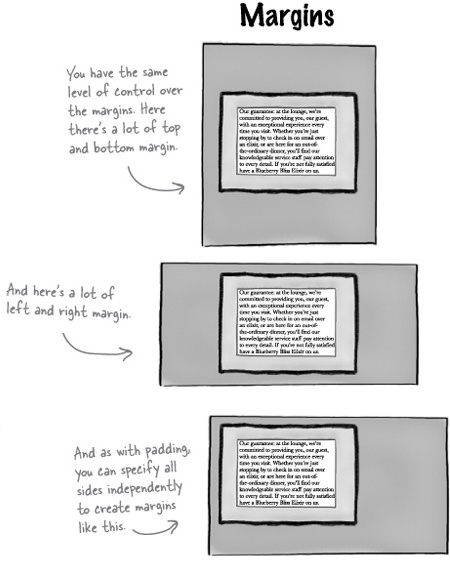 Margins
You have the same
level of control over
the margins. Here
there's a lot of top
and bottom margin.
Our guarantee: at the lounge, we're
committed to providing you, our guest,
with an exceptional experience every
time you visit. Whether you're just
stopping by to check in on email over
an elixir, or are here for an out-of-
the-ordinary dinner, you'll find our
knowledgeable service staff pay attention
to every detail. If you're not fully satisfied
have a Blueberry Bliss Elixir on us.
And here's a lot of
left and right margin.
Our guarantee: at the lounge, we're
committed to providing you, our guest,
with an exceptional experience every
time you visit. Whether you're just
stopping by to check in on email over
an elixir, or are here for an out-of-
the-ordinary dinner, you'll find our
knowledgeable service staff pay attention
to every detail. If you're not fully satisfied
have a Blueberry Bliss Elixir on us.
And as with padding,
you can specify all
sides independently
to create margins
like this.
Our guarantee: at the lounge, we're
committed to providing you, our guest,
with an exceptional experience every
time you visit. Whether you're just
stopping by to check in on email over
an elixir, or are here for an out-of-
the-ordinary dinner, you'll find our
knowledgeable service staff pay attention
to every detail. If you're not fully satisfied
have a Blueberry Bliss Elixir on us.